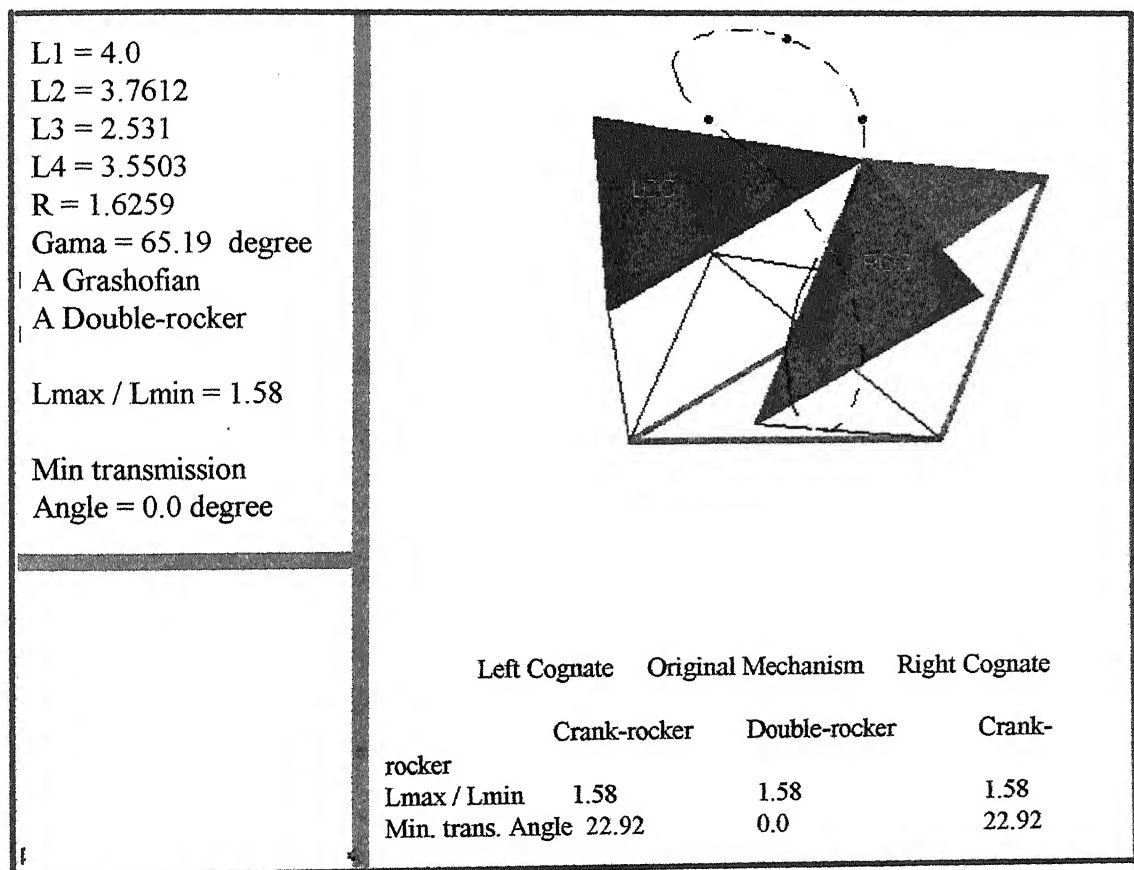 L1 = 4.0
L2 = 3.7612
L3 = 2.531
L4 = 3.5503
R = 1.6259
Gama = 65.19 degree
A Grashofian
A Double-rocker
Lmax / Lmin = 1.58
Min transmission
Angle = 0.0 degree
Left Cognate Original Mechanism Right Cognate
Crank-rocker Double-rocker Crank-
rocker
Lmax / Lmin 1.58 1.58 1.58
Min. trans. Angle 22.92 0.0 22.92